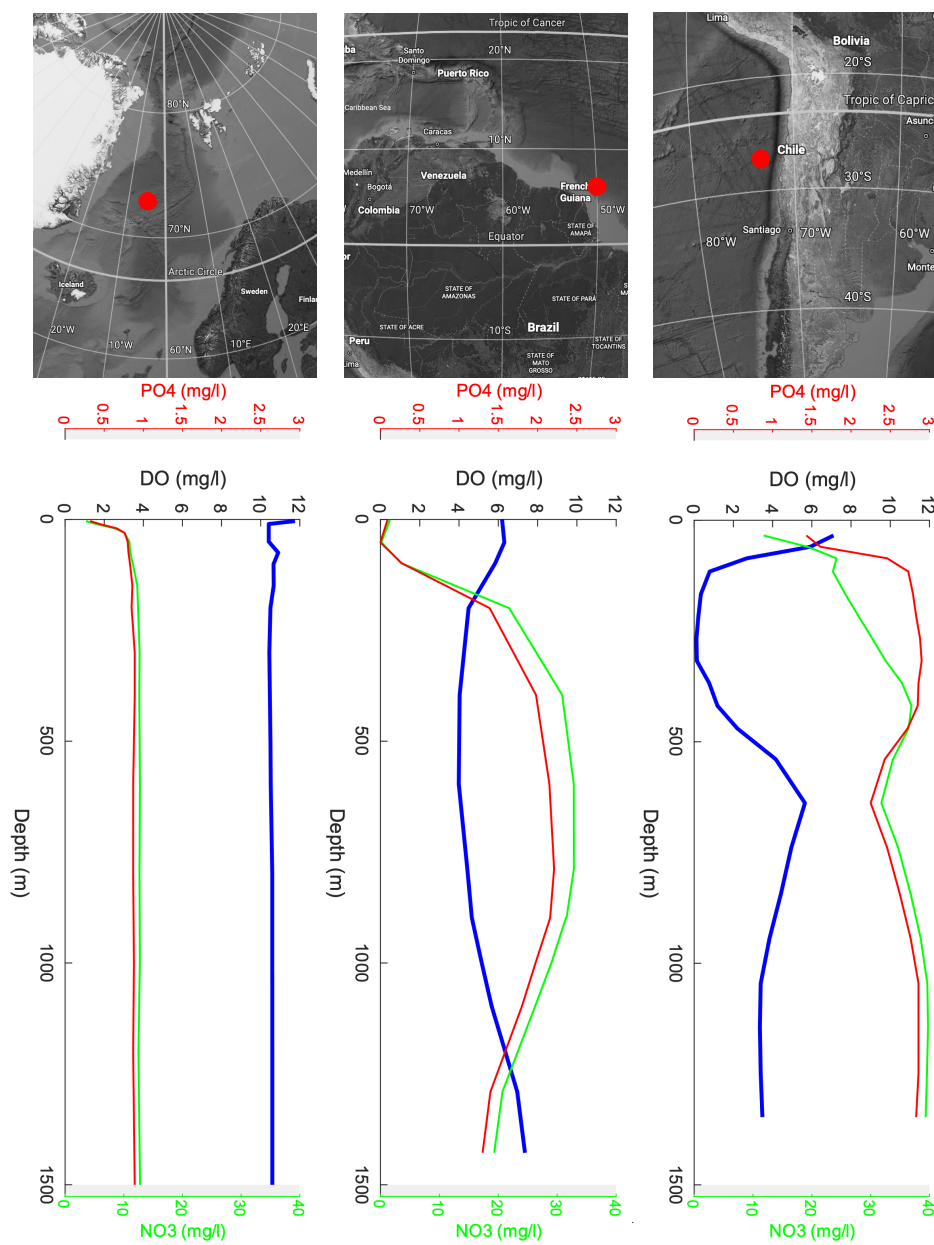 80°N
70°N
Arctic Circle
Iceland
Sweden
Finlan
20°W
10°W
60°N
10°E
20°E
Tropic of Cancer
ba
Santo
Domingo
20°N
Puerto Rico
Caribbean Sea
Caracas
10°N
Medellín
Bogotá
Venezuela
Frencl
Guiana
Colombia
70°W
60°W
50°W
STATE OF
AMAPÁ
Equator
or
STATE OF
AMAZONAS
STATE OF PARÁ
ST
MA
STATE OF ACRE
10°S
Brazil
Peru
STATE OF
TOCANTINS
Lima
STATE OF
MATO
GROSSO
STATE OF
Lima
Bolivia
20°S
Tropic of Capric
Asunc
Chile
30°S
Santiago
70°W
80°W
60°W
Monte
40°S
PO4 (mg/l)
0 0.5 1 1.5 2 2.5 3
DO (mg/l)
0 2 4 6 8 10 12
0
500
1000
1500
Depth (m)
0 10 20 30 40
NO3 (mg/l)
PO4 (mg/l)
0 0.5 1 1.5 2 2.5 3
DO (mg/l)
0 2 4 6 8 10 12
0
500
1000
1500
Depth (m)
0 10 20 30 40
NO3 (mg/l)
PO4 (mg/l)
0 0.5 1 1.5 2 2.5 3
DO (mg/l)
0 2 4 6 8 10 12
0
500
1000
1500
Depth (m)
0 10 20 30 40
NO3 (mg/l)